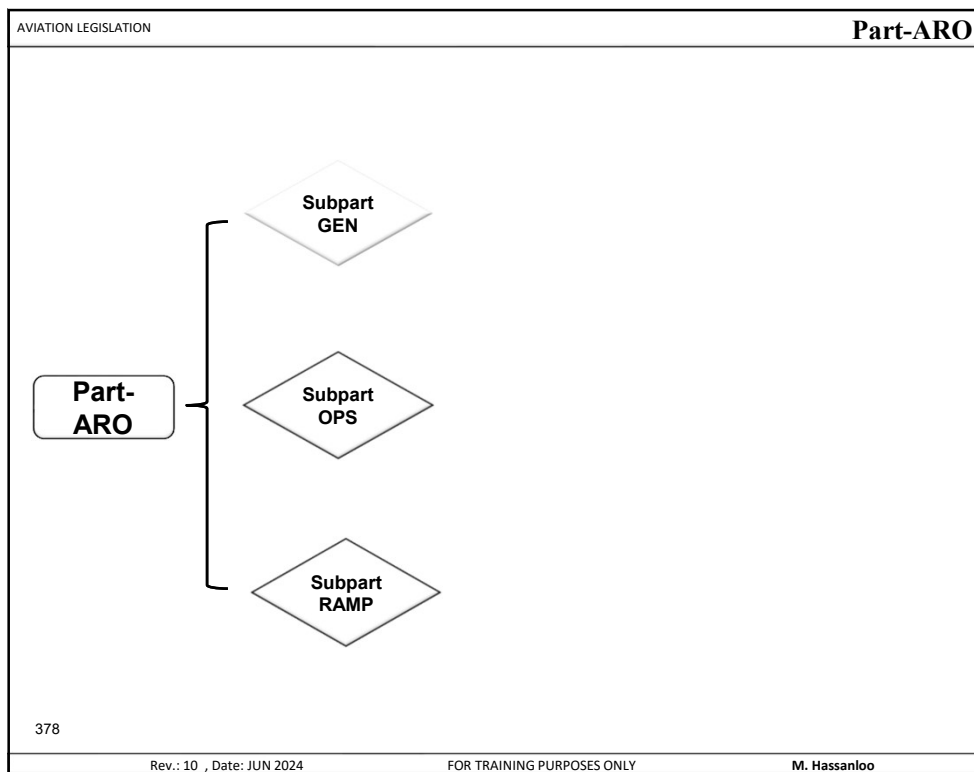 AVIATION LEGISLATION
Part-ARO
Subpart
GEN
Part-
ARO
Subpart
OPS
Subpart
RAMP
378
Rev.: 10 , Date: JUN 2024
FOR TRAINING PURPOSES ONLY
M. Hassanloo